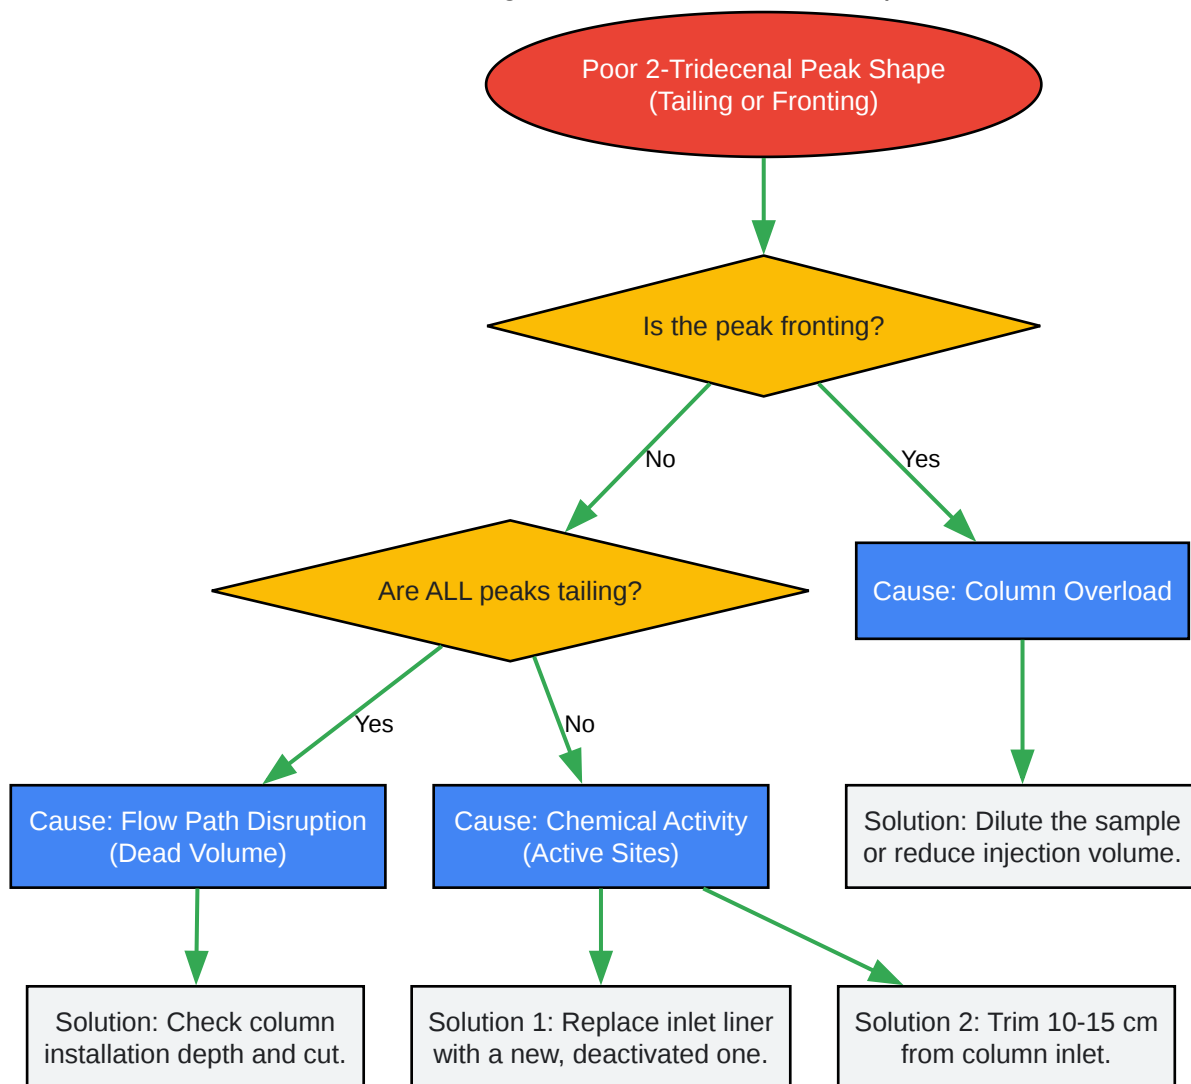 Poor 2-Tridecenal Peak Shape
(Tailing or Fronting)
Is the peak fronting?
No
Yes
Are ALL peaks tailing?
Cause: Column Overload
Yes
No
Cause: Flow Path Disruption
(Dead Volume)
Cause: Chemical Activity
(Active Sites)
Solution: Dilute the sample
or reduce injection volume.
Solution: Check column
installation depth and cut.
Solution 1: Replace inlet liner
with a new, deactivated one.
Solution 2: Trim 10-15 cm
from column inlet.